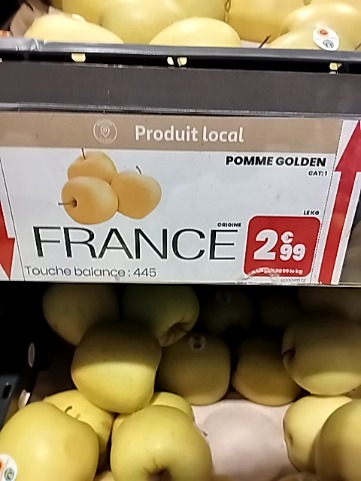 Produit local
POMME GOLDEN
CAT: 1
LE KG
ORIGINE
FRANCE
2€99
Touche balance : 445